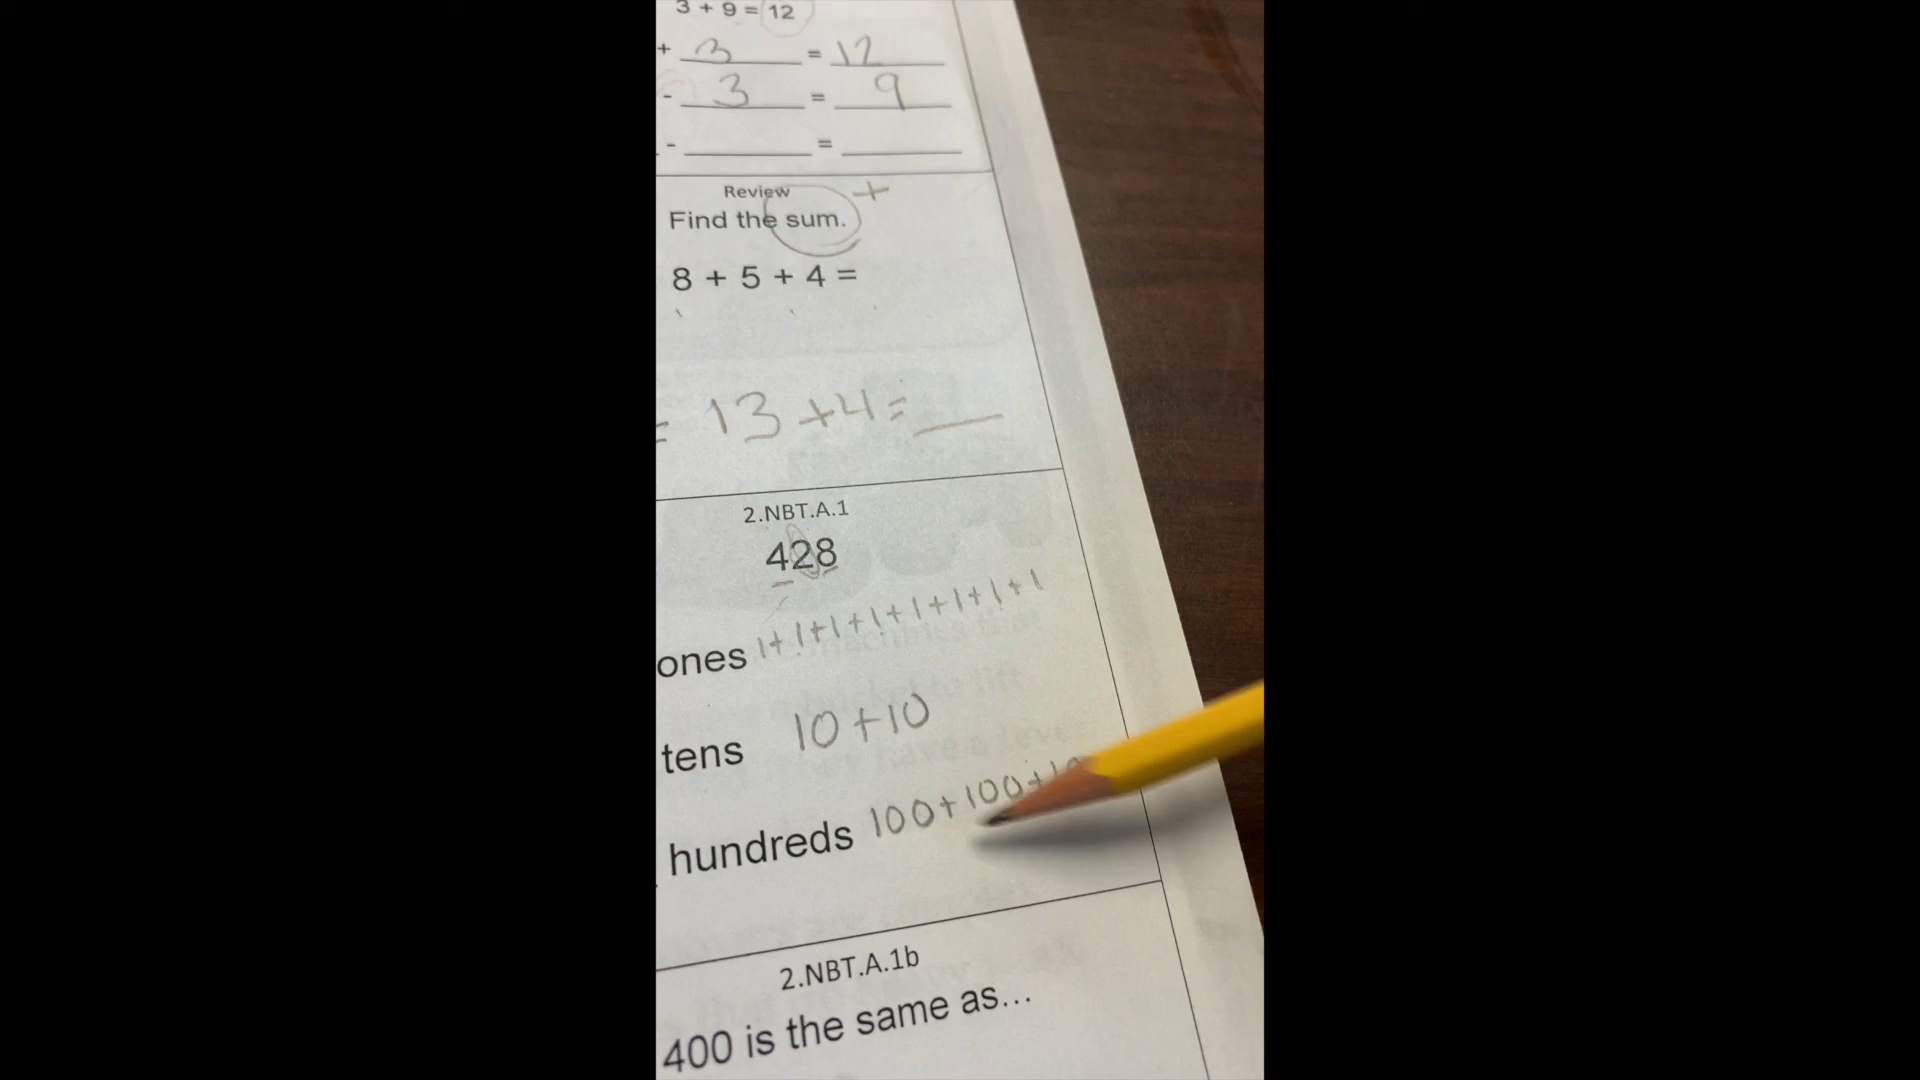 3 + 9 = 12
+ 3 = 12
- 3 = 9
- =
Review +
Find the sum.
8 + 5 + 4 =
= 13 + 4 =
2.NBT.A.1
428
ones 1+1+1+1+1+1+1+1
tens 10+10
hundreds 100+100+
2.NBT.A.1b
400 is the same as...